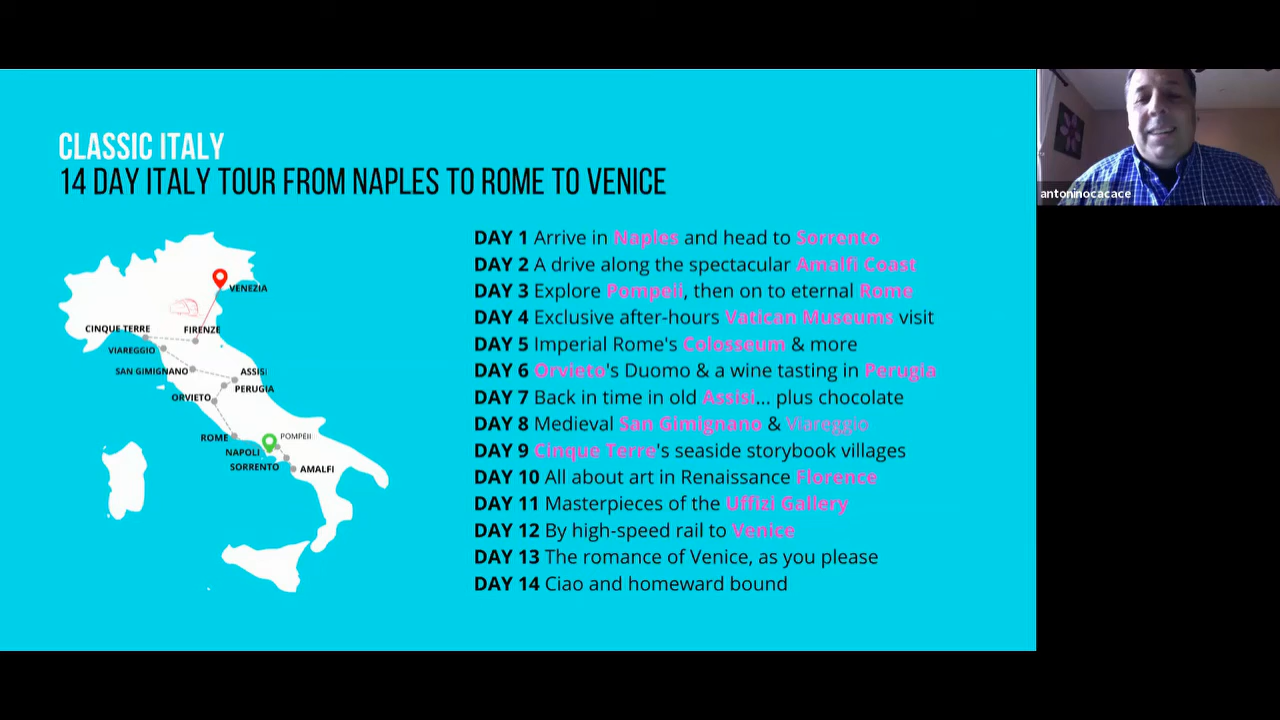 CLASSIC ITALY
14 DAY ITALY TOUR FROM NAPLES TO ROME TO VENICE
antoninocacace
DAY 1 Arrive in Naples and head to Sorrento
DAY 2 A drive along the spectacular Amalfi Coast
DAY 3 Explore Pompeii, then on to eternal Rome
DAY 4 Exclusive after-hours Vatican Museums visit
DAY 5 Imperial Rome's Colosseum & more
DAY 6 Orvieto's Duomo & a wine tasting in Perugia
DAY 7 Back in time in old Assisi... plus chocolate
DAY 8 Medieval San Gimignano & Viareggio
DAY 9 Cinque Terre's seaside storybook villages
DAY 10 All about art in Renaissance Florence
DAY 11 Masterpieces of the Uffizi Gallery
DAY 12 By high-speed rail to Venice
DAY 13 The romance of Venice, as you please
DAY 14 Ciao and homeward bound
VENEZIA
CINQUE TERRE
FIRENZE
VIAREGGIO
SAN GIMIGNANO
ASSISI
PERUGIA
ORVIETO
ROME
POMPEII
NAPOLI
SORRENTO
AMALFI